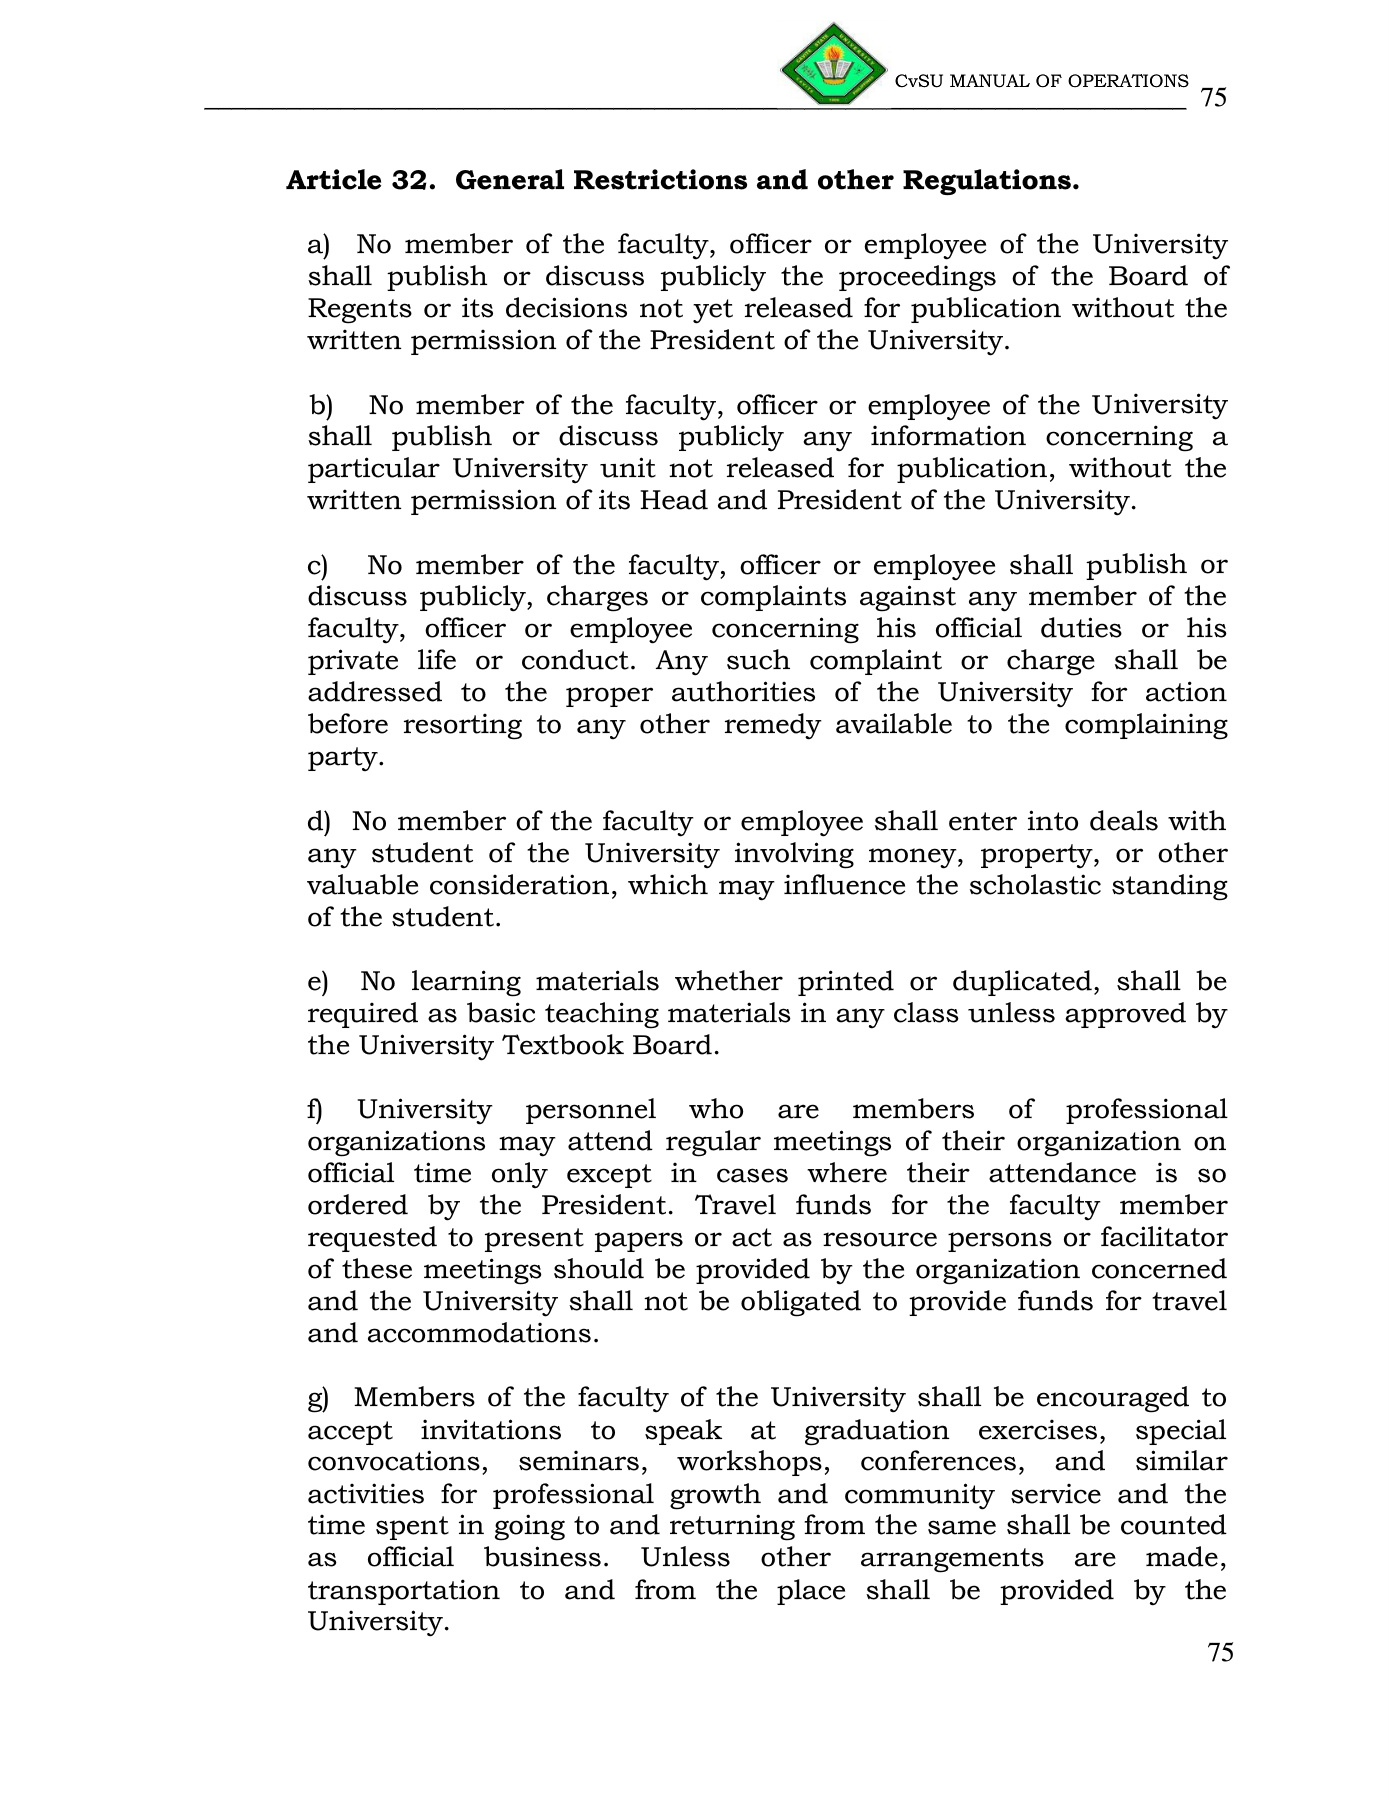 CAVITE STATE UNIVERSITY
CvSU MANUAL OF OPERATIONS
75
Article 32. General Restrictions and other Regulations.
a) No member of the faculty, officer or employee of the University
shall publish or discuss publicly the proceedings of the Board of
Regents or its decisions not yet released for publication without the
written permission of the President of the University.
b) No member of the faculty, officer or employee of the University
shall publish or discuss publicly any information concerning a
particular University unit not released for publication, without the
written permission of its Head and President of the University.
c) No member of the faculty, officer or employee shall publish or
discuss publicly, charges or complaints against any member of the
faculty, officer or employee concerning his official duties or his
private life or conduct. Any such complaint or charge shall be
addressed to the proper authorities of the University for action
before resorting to any other remedy available to the complaining
party.
d) No member of the faculty or employee shall enter into deals with
any student of the University involving money, property, or other
valuable consideration, which may influence the scholastic standing
of the student.
e) No learning materials whether printed or duplicated, shall be
required as basic teaching materials in any class unless approved by
the University Textbook Board.
f) University personnel who are members of professional
organizations may attend regular meetings of their organization on
official time only except in cases where their attendance is so
ordered by the President. Travel funds for the faculty member
requested to present papers or act as resource persons or facilitator
of these meetings should be provided by the organization concerned
and the University shall not be obligated to provide funds for travel
and accommodations.
g) Members of the faculty of the University shall be encouraged to
accept invitations to speak at graduation exercises, special
convocations, seminars, workshops, conferences, and similar
activities for professional growth and community service and the
time spent in going to and returning from the same shall be counted
as official business. Unless other arrangements are made,
transportation to and from the place shall be provided by the
University.
75